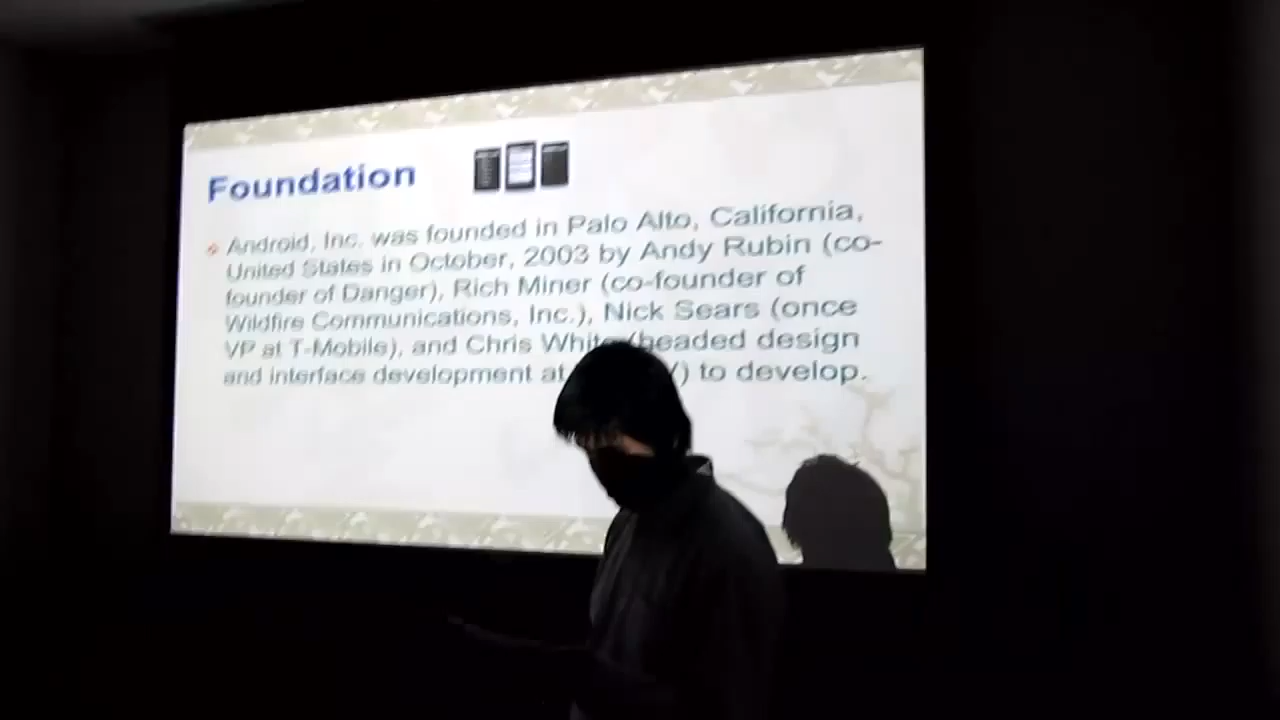 Foundation
Android, Inc. was founded in Palo Alto, California,
United States in October, 2003 by Andy Rubin (co-
founder of Danger), Rich Miner (co-founder of
Wildfire Communications, Inc.), Nick Sears (once
VP at T-Mobile), and Chris White (headed design
and interface development at ) to develop.